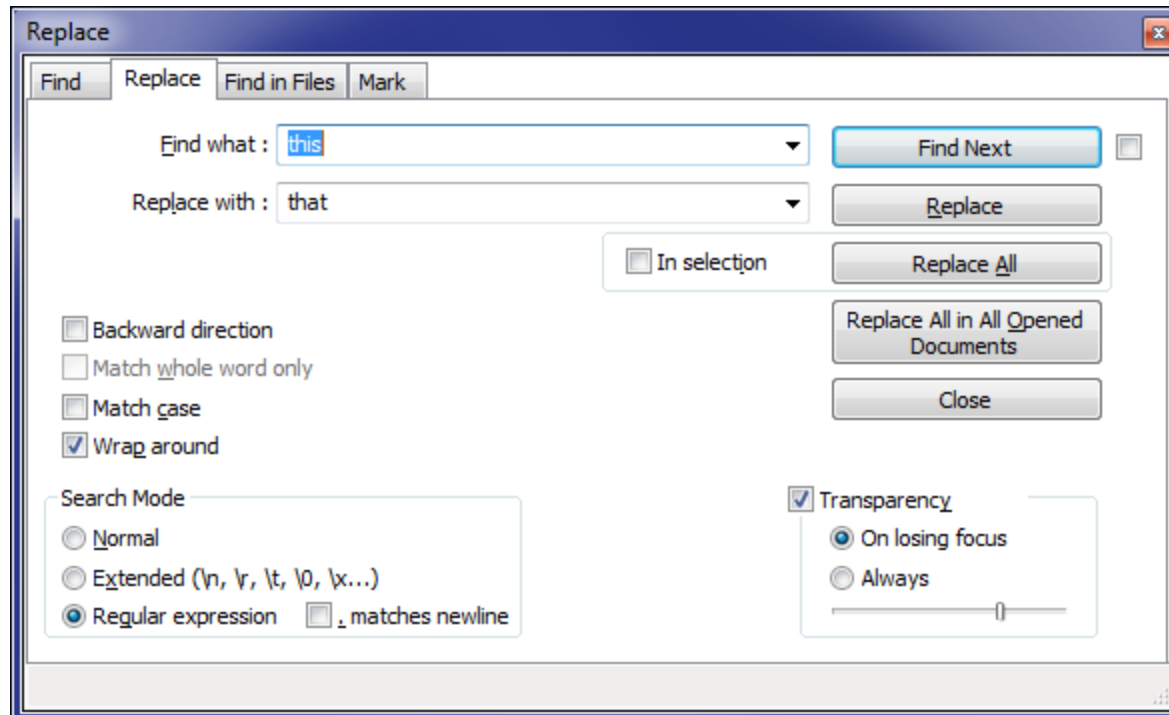 Replace
Find Replace Find in Files Mark
Find what : this Find Next
Replace with : that Replace
In selection Replace All
Replace All in All Opened
Documents
Backward direction
Match whole word only
Match case Close
Wrap around
Search Mode Transparency
Normal On losing focus
Extended (\n, \r, \t, \0, \x...) Always
Regular expression . matches newline